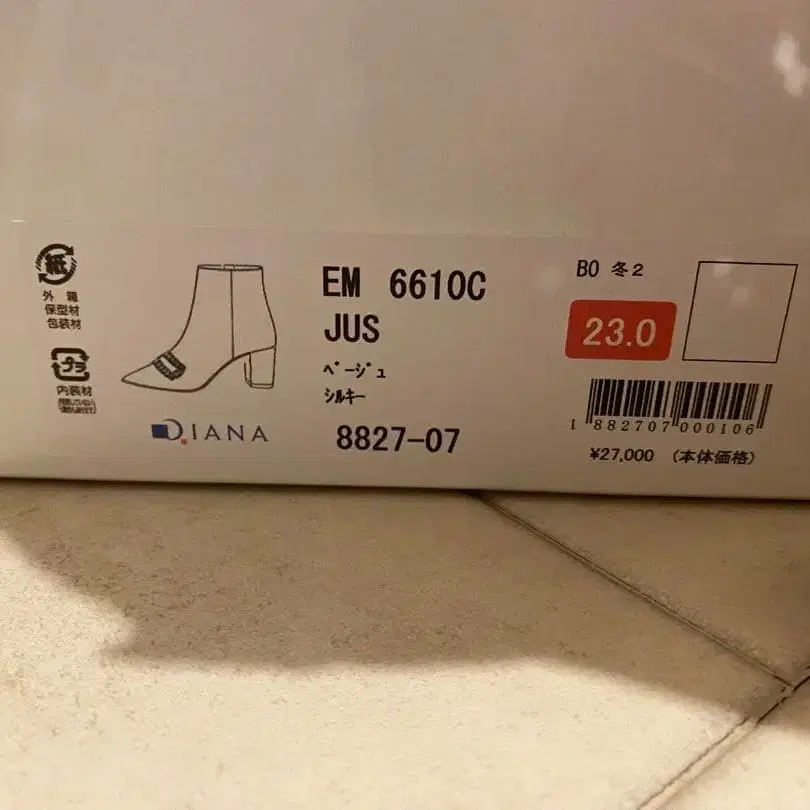 紙
外箱
保型材
包装材
プラ
内装材
DIANA
EM 6610C
JUS
ﾍﾞｰｼﾞｭ
ｼﾙｷｰ
8827-07
BO 冬2
23.0
1 882707 000106
¥27,000 (本体価格)